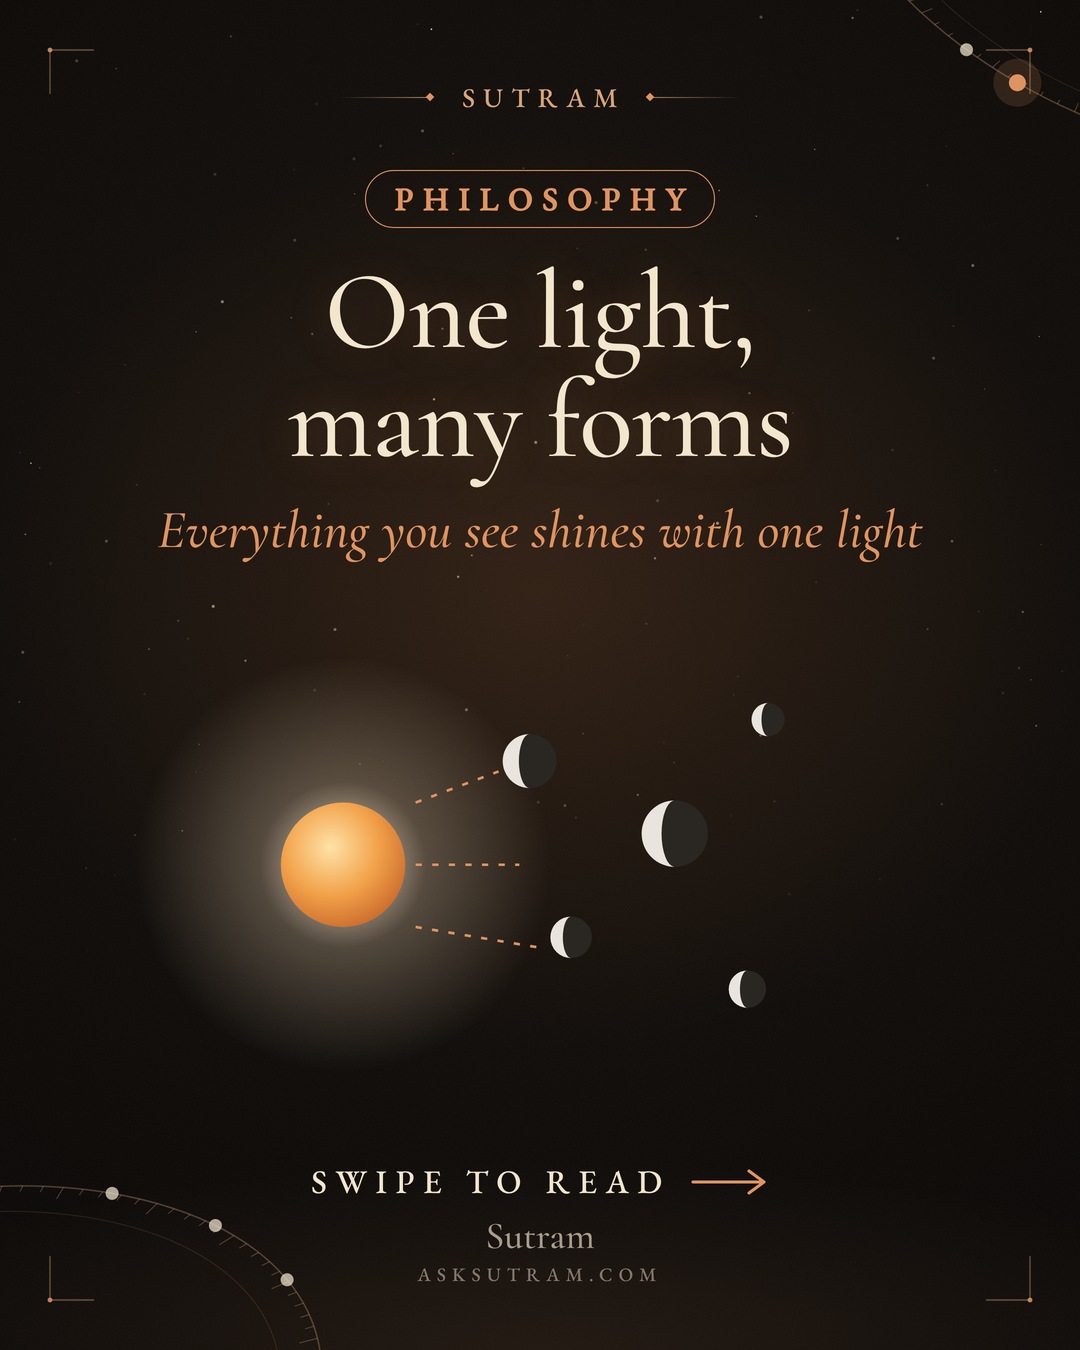 SUTRAM
PHILOSOPHY
One light,
many forms
Everything you see shines with one light
SWIPE TO READ
Sutram
ASKSUTRAM.COM